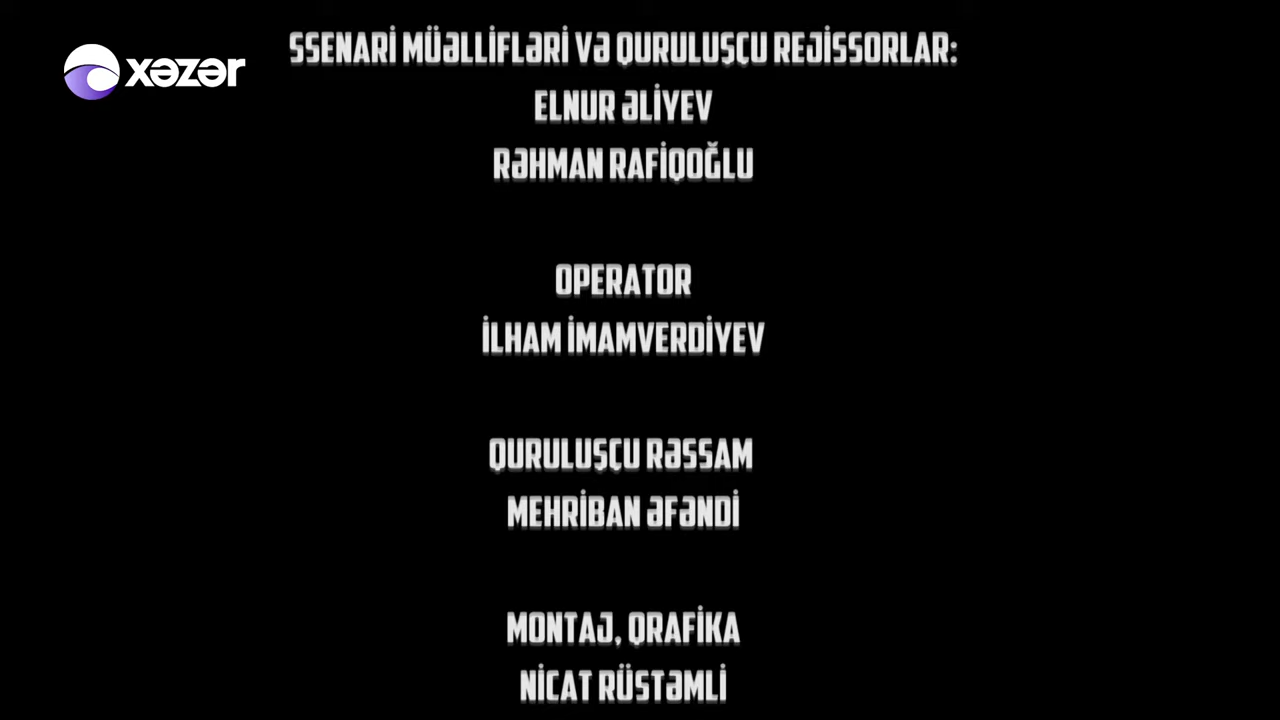 xəzər
SSENARİ MÜƏLLİFLƏRİ VƏ QURULUŞÇU REJİSSORLAR:
ELNUR ƏLİYEV
RƏHMAN RAFİQOĞLU
OPERATOR
İLHAM İMAMVERDİYEV
QURULUŞÇU RƏSSAM
MEHRİBAN ƏFƏNDİ
MONTAJ, QRAFİKA
NİCAT RÜSTƏMLİ